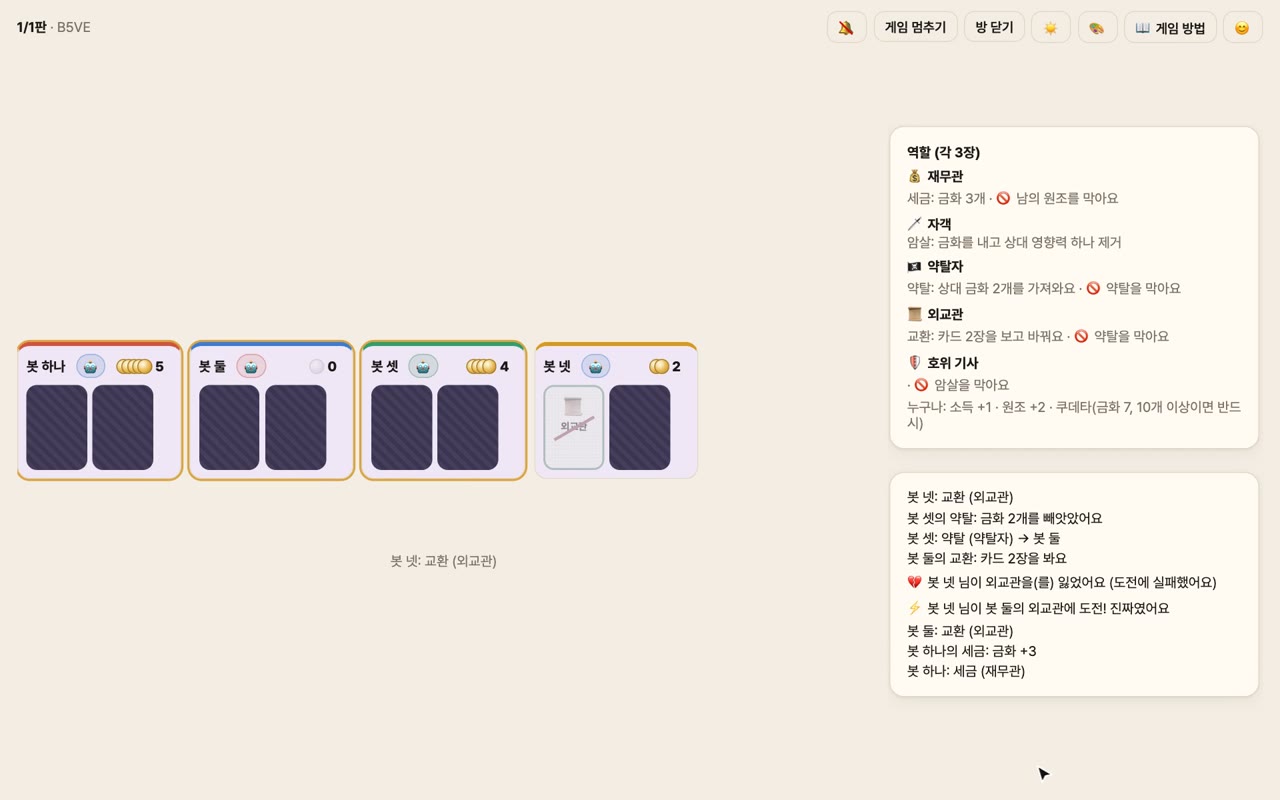 1/1판 · B5VE
게임 멈추기
방 닫기
게임 방법
봇 하나
5
봇 둘
0
봇 셋
4
봇 넷
2
외교관
봇 넷: 교환 (외교관)
역할 (각 3장)
재무관
세금: 금화 3개 · 🚫 남의 원조를 막아요
자객
암살: 금화를 내고 상대 영향력 하나 제거
약탈자
약탈: 상대 금화 2개를 가져와요 · 🚫 약탈을 막아요
외교관
교환: 카드 2장을 보고 바꿔요 · 🚫 약탈을 막아요
호위 기사
· 🚫 암살을 막아요
누구나: 소득 +1 · 원조 +2 · 쿠데타(금화 7, 10개 이상이면 반드
시)
봇 넷: 교환 (외교관)
봇 셋의 약탈: 금화 2개를 빼앗았어요
봇 셋: 약탈 (약탈자) → 봇 둘
봇 둘의 교환: 카드 2장을 봐요
💔 봇 넷 님이 외교관을(를) 잃었어요 (도전에 실패했어요)
⚡ 봇 넷 님이 봇 둘의 외교관에 도전! 진짜였어요
봇 둘: 교환 (외교관)
봇 하나의 세금: 금화 +3
봇 하나: 세금 (재무관)